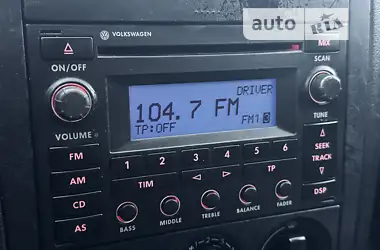 auto RIA
VOLKSWAGEN
MIX
ON/OFF
SCAN
DRIVER
104.7 FM
TP:OFF
FM1
VOLUME
TUNE
FM
1 2 3 4 5 6
SEEK
TRACK
AM
TIM
TP
CD
DSP
AS
BASS
MIDDLE
TREBLE
BALANCE
FADER